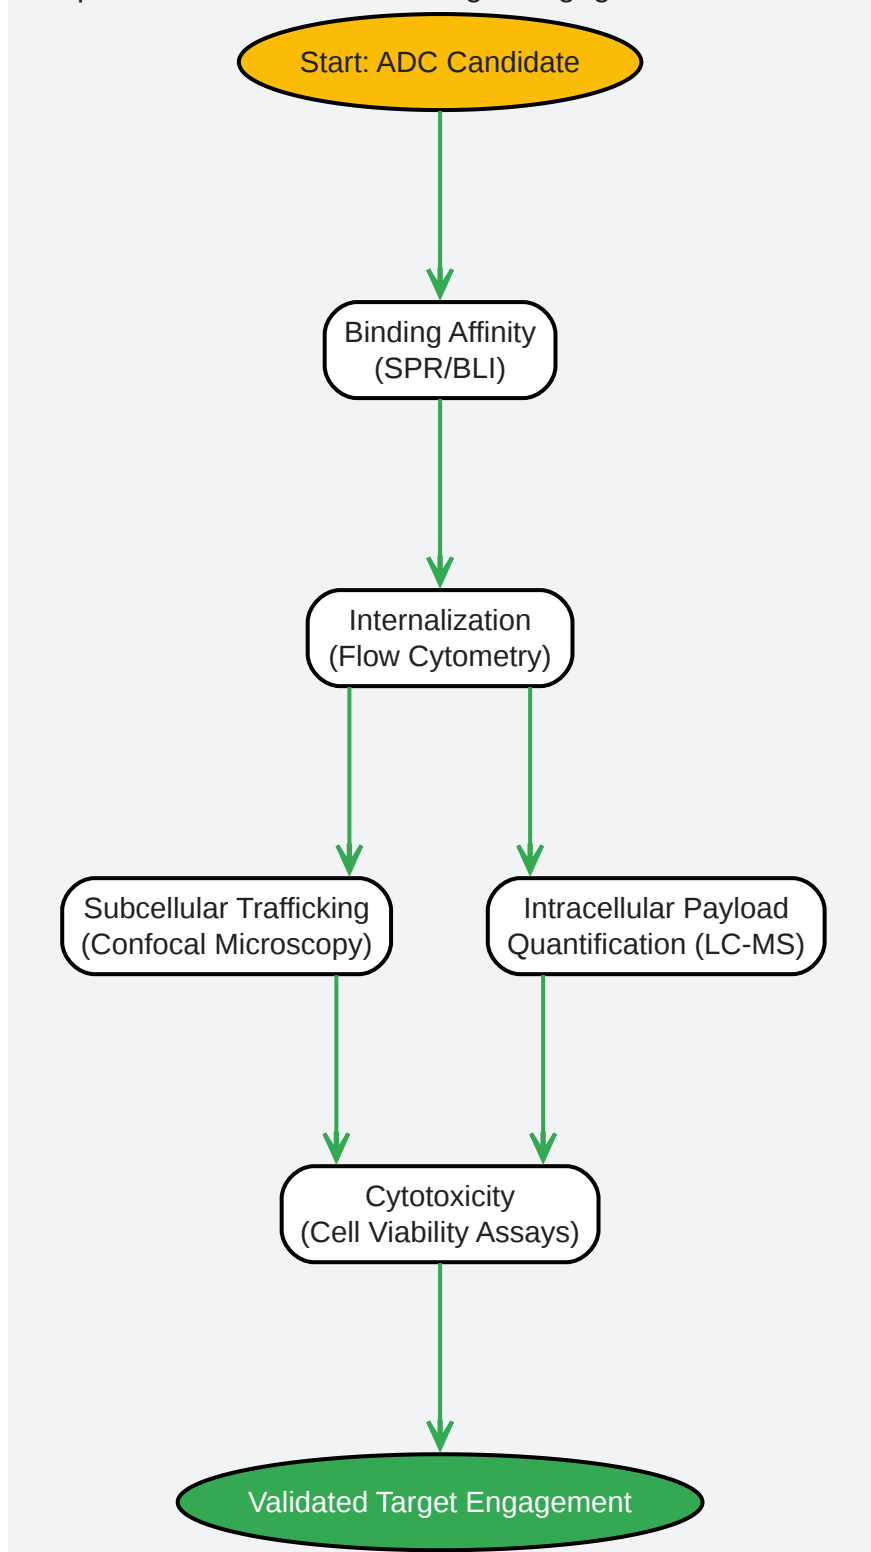 Start: ADC Candidate
Binding Affinity
(SPR/BLI)
Internalization
(Flow Cytometry)
Subcellular Trafficking
(Confocal Microscopy)
Intracellular Payload
Quantification (LC-MS)
Cytotoxicity
(Cell Viability Assays)
Validated Target Engagement